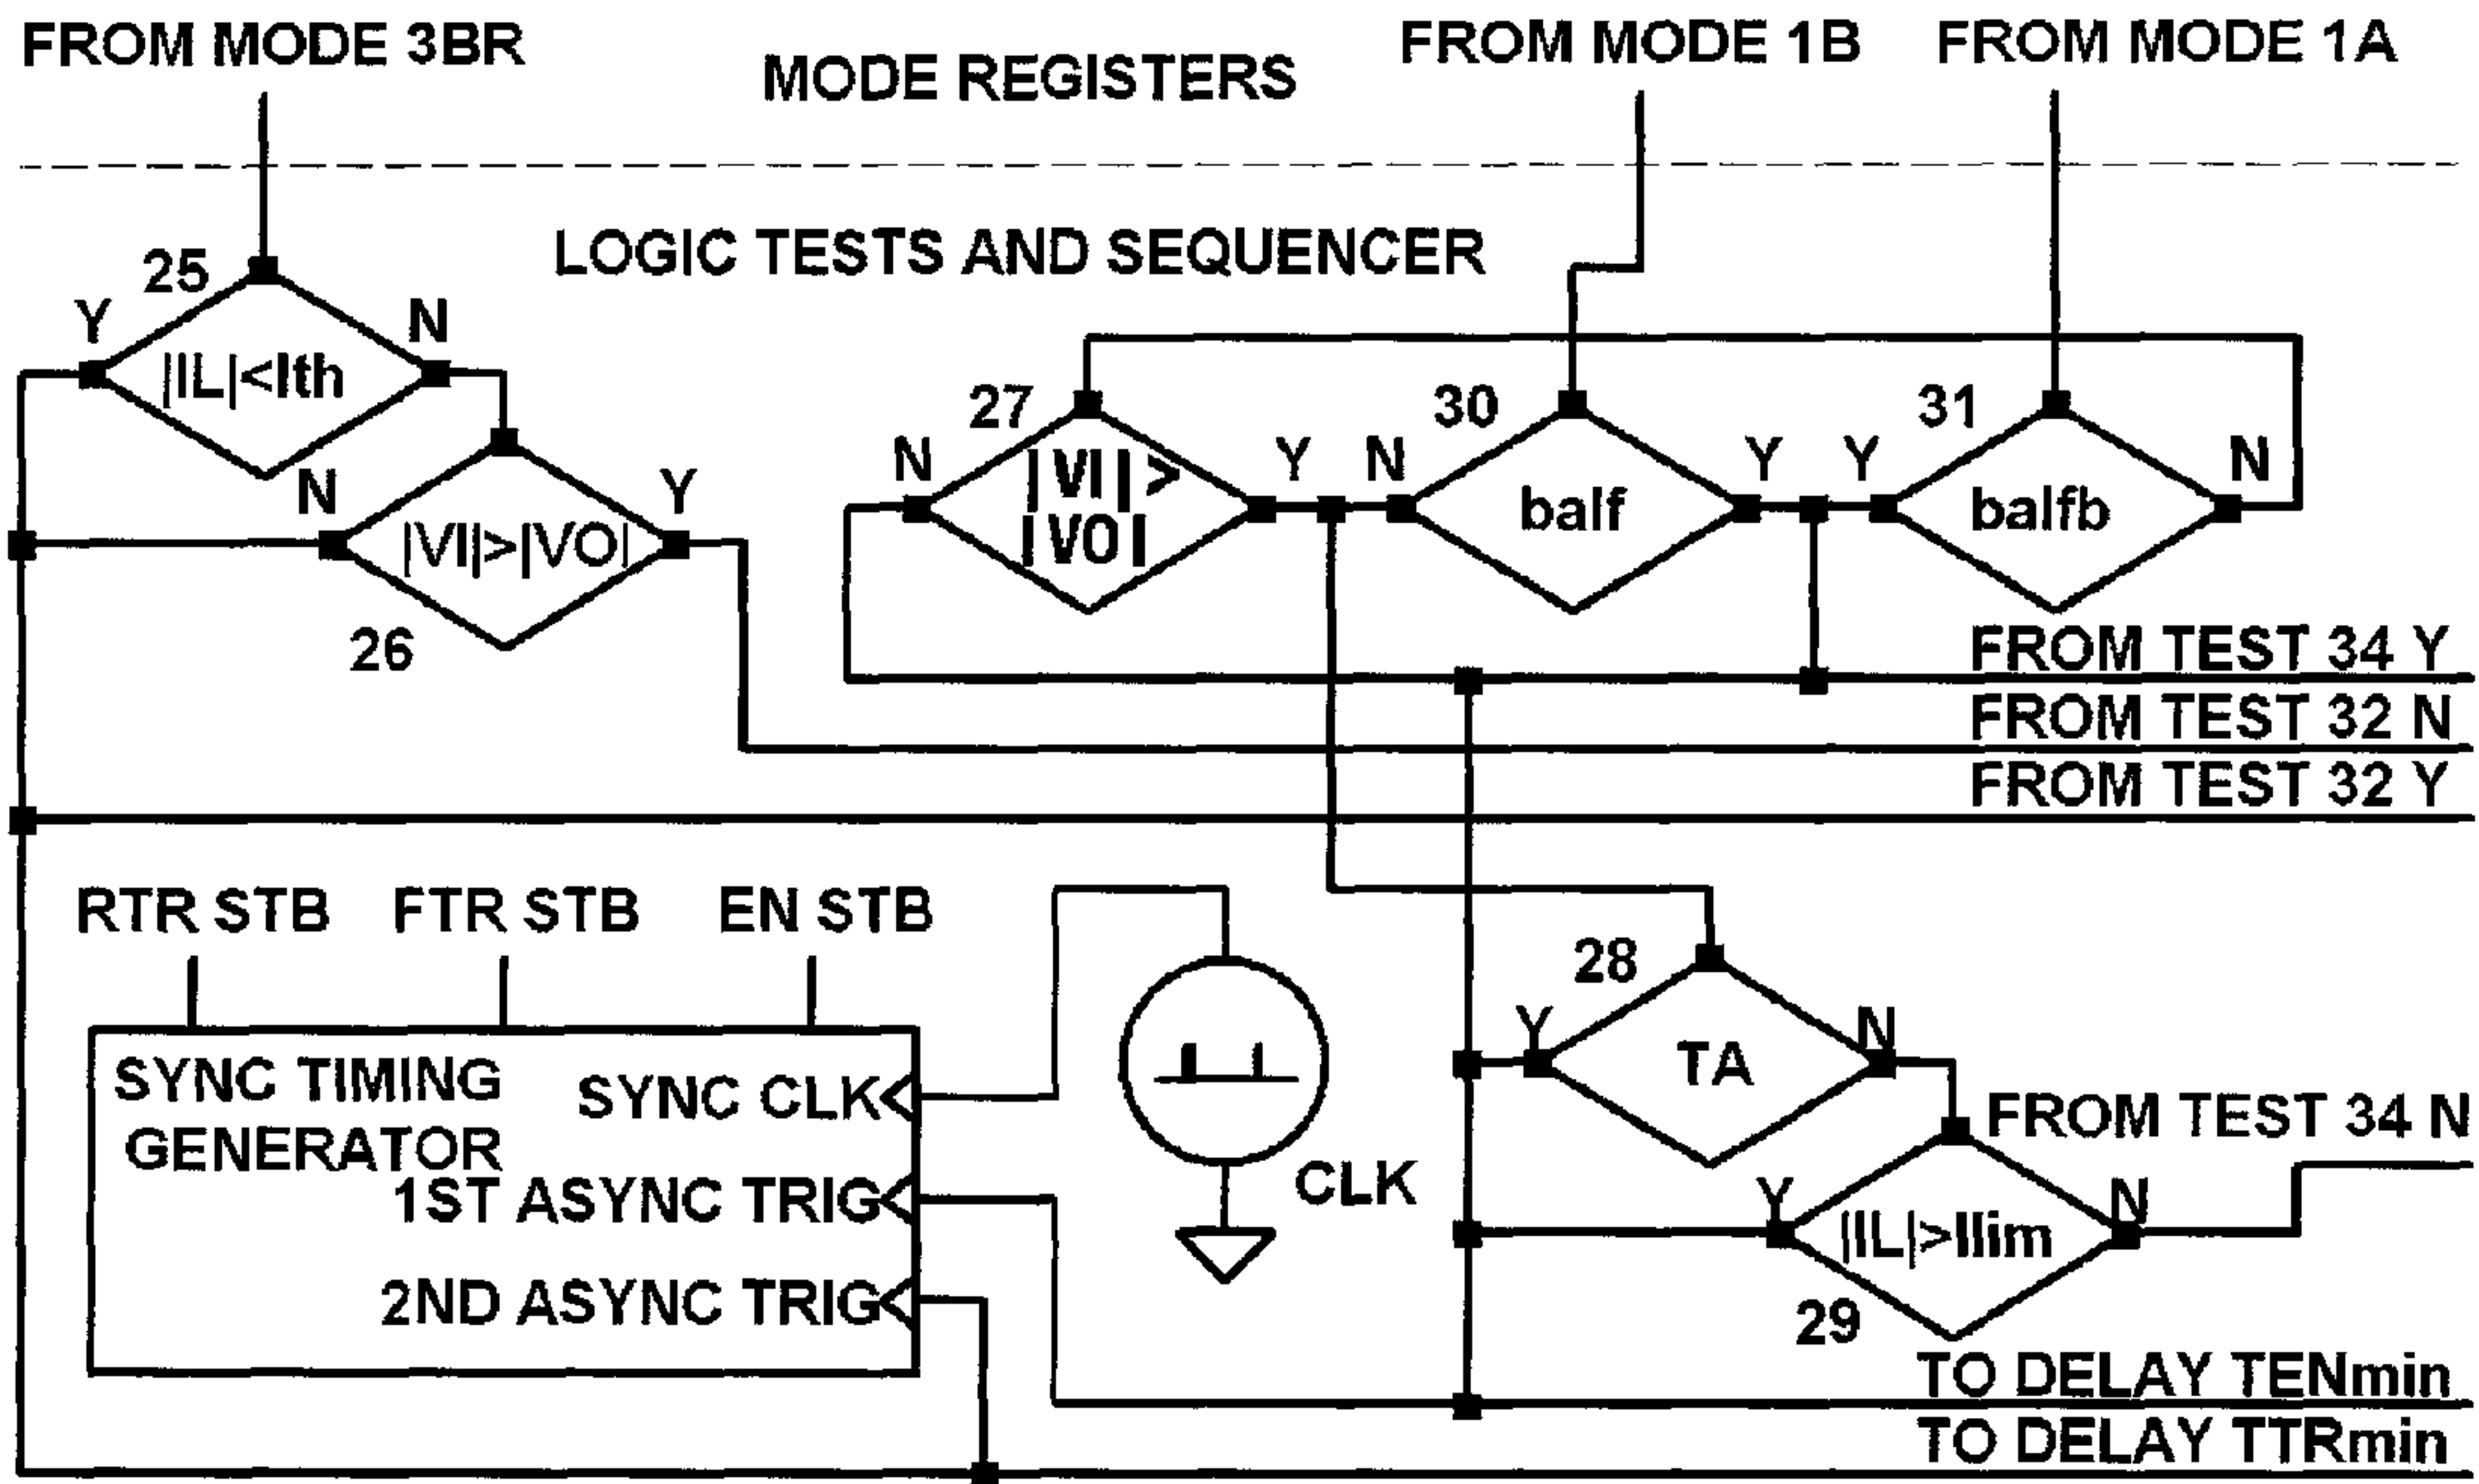 FROM MODE 3BR
MODE REGISTERS
FROM MODE 1B
FROM MODE 1A
LOGIC TESTS AND SEQUENCER
25
Y
N
|IL|<Ith
N
Y
|VI|>|VO|
26
27
N
Y
|VI|>
|VO|
30
N
Y
balf
31
Y
N
balfb
FROM TEST 34 Y
FROM TEST 32 N
FROM TEST 32 Y
RTR STB
FTR STB
EN STB
SYNC TIMING
GENERATOR
SYNC CLK
1ST ASYNC TRIG
2ND ASYNC TRIG
CLK
28
Y
N
TA
FROM TEST 34 N
Y
N
|IL|>Ilim
29
TO DELAY TENmin
TO DELAY TTRmin